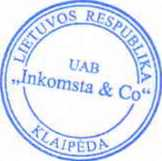 LIETUVOS RESPUBLIKA
UAB
„Inkomsta & Co“
KLAIPĖDA